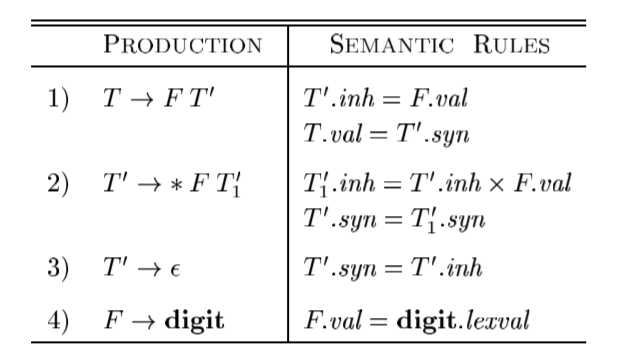 PRODUCTION SEMANTIC RULES
1) T → F T′ T′.inh = F.val
T.val = T′.syn
2) T′ → * F T′₁ T′₁.inh = T′.inh × F.val
T′.syn = T′₁.syn
3) T′ → ϵ T′.syn = T′.inh
4) F → digit F.val = digit.lexval